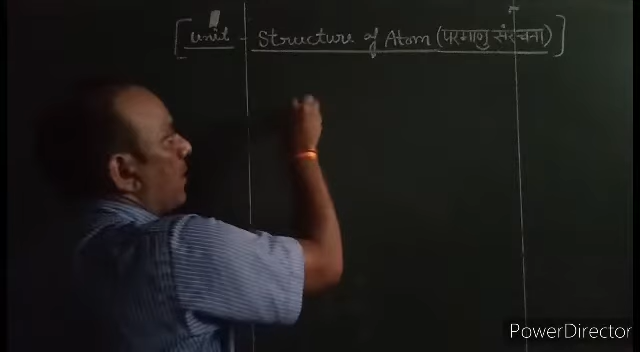 [unit - Structure of Atom (परमाणु संरचना)]
PowerDirector